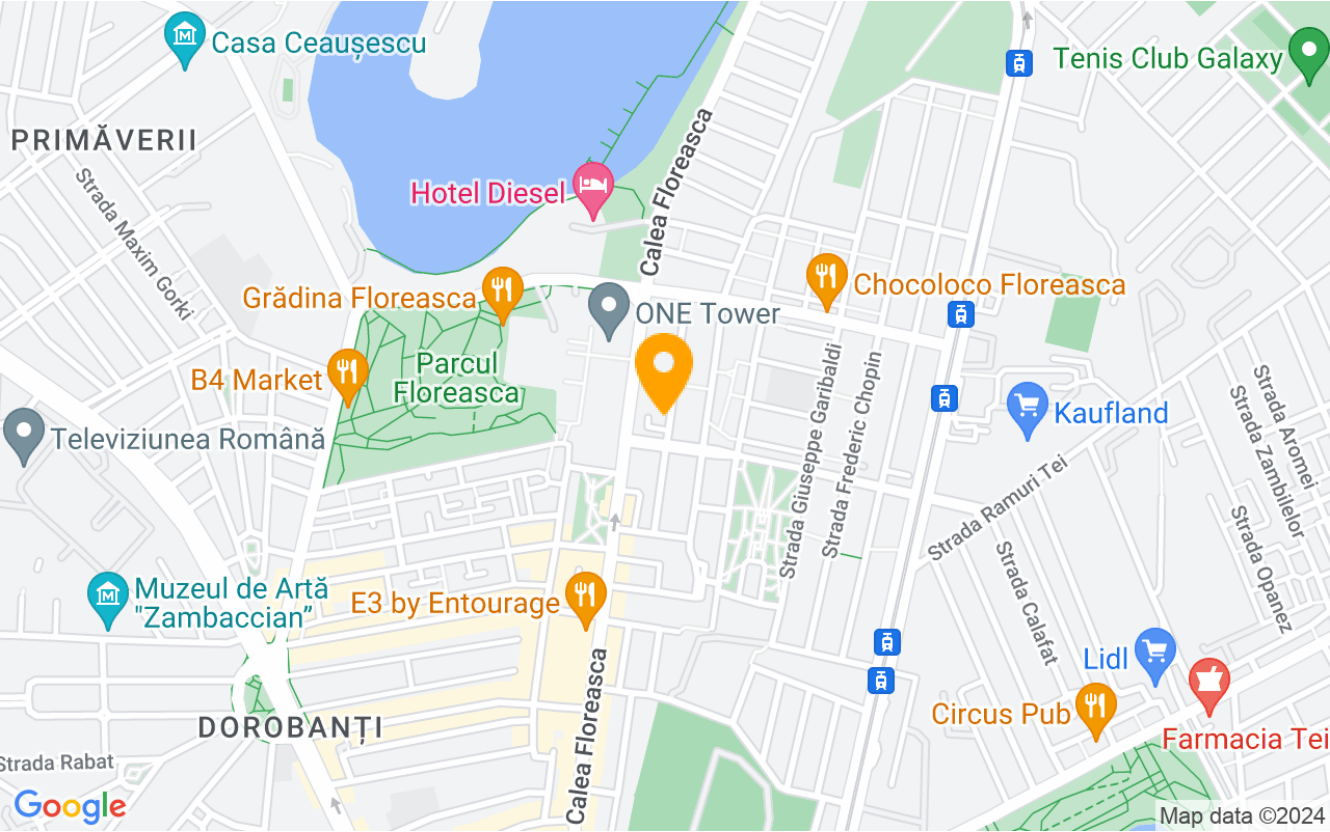 Casa Ceaușescu
Tenis Club Galaxy
PRIMĂVERII
Strada Maxim Gorki
Hotel Diesel
Calea Floreasca
Grădina Floreasca
Chocoloco Floreasca
ONE Tower
Parcul
Floreasca
B4 Market
Strada Giuseppe Garibaldi
Strada Frederic Chopin
Kaufland
Strada Aromei
Strada Zambilelor
Televiziunea Română
Strada Ramuri Tei
Strada Opanez
Strada Calafat
Muzeul de Artă
"Zambaccian”
E3 by Entourage
Lidl
Calea Floreasca
Circus Pub
DOROBANȚI
Farmacia Tei
Strada Rabat
Google
Map data ©2024